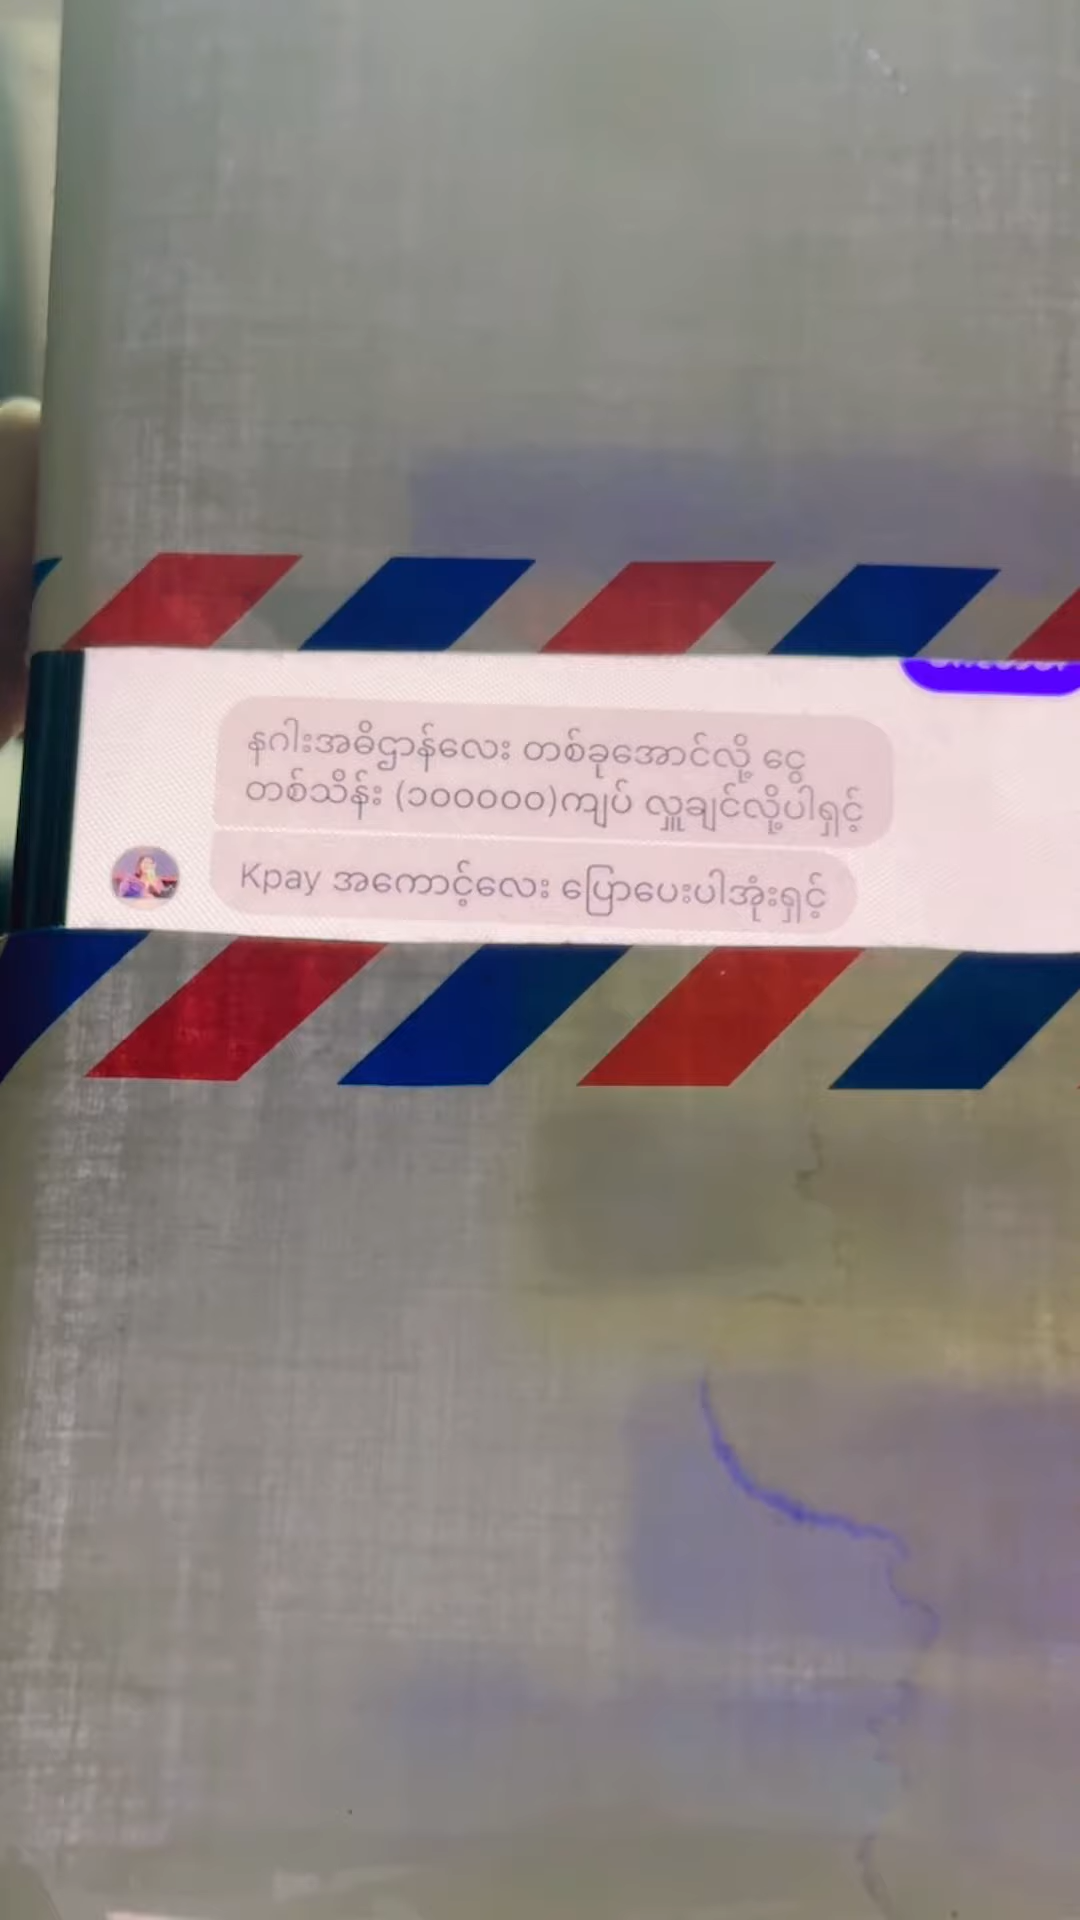 နဂါးအဓိဌာန်လေး တစ်ခုအောင်လို့ ငွေ
တစ်သိန်း (၁၀၀၀၀၀)ကျပ် လှူချင်လို့ပါရှင့်
Kpay အကောင့်လေး ပြောပေးပါအုံးရှင့်